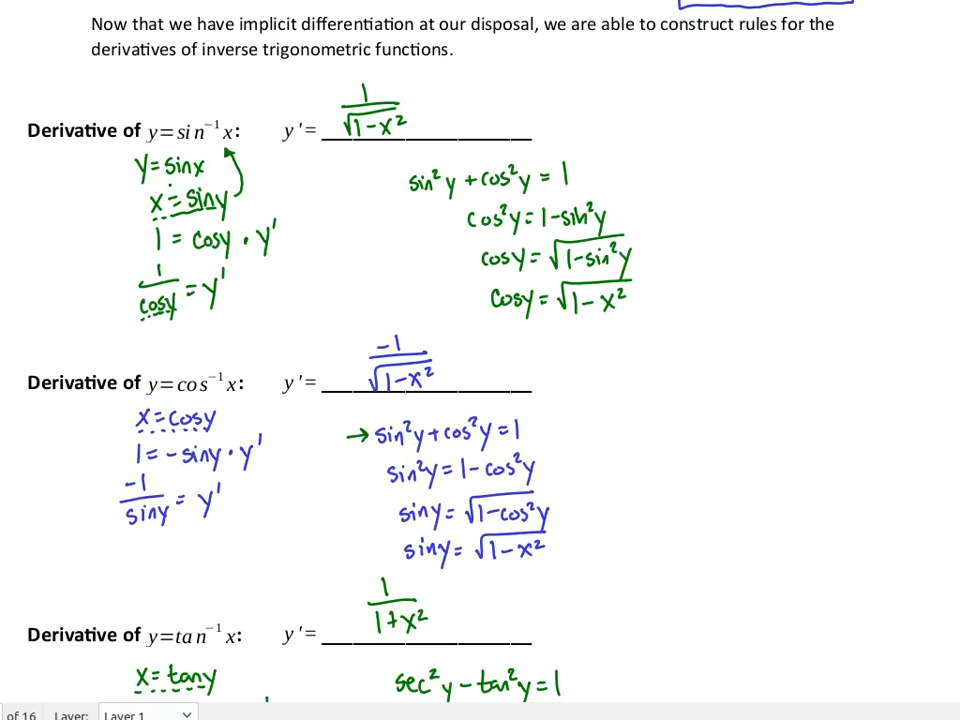 Now that we have implicit differentiation at our disposal, we are able to construct rules for the
derivatives of inverse trigonometric functions.
Derivative of y=sin⁻¹x: y'= 1/√(1-x²)
y=sinx
x=siny
1 = cosy · y'
1/cosy = y'
sin²y + cos²y = 1
cos²y = 1-sin²y
cosy = √(1-sin²y)
cosy = √(1-x²)
Derivative of y=cos⁻¹x: y'= -1/√(1-x²)
x=cosy
1 = -siny · y'
-1/siny = y'
→ sin²y+cos²y=1
sin²y = 1-cos²y
siny = √(1-cos²y)
siny = √(1-x²)
Derivative of y=tan⁻¹x: y'= 1/(1+x²)
x=tany
sec²y-tan²y=1
of 16 Layer: Layer 1